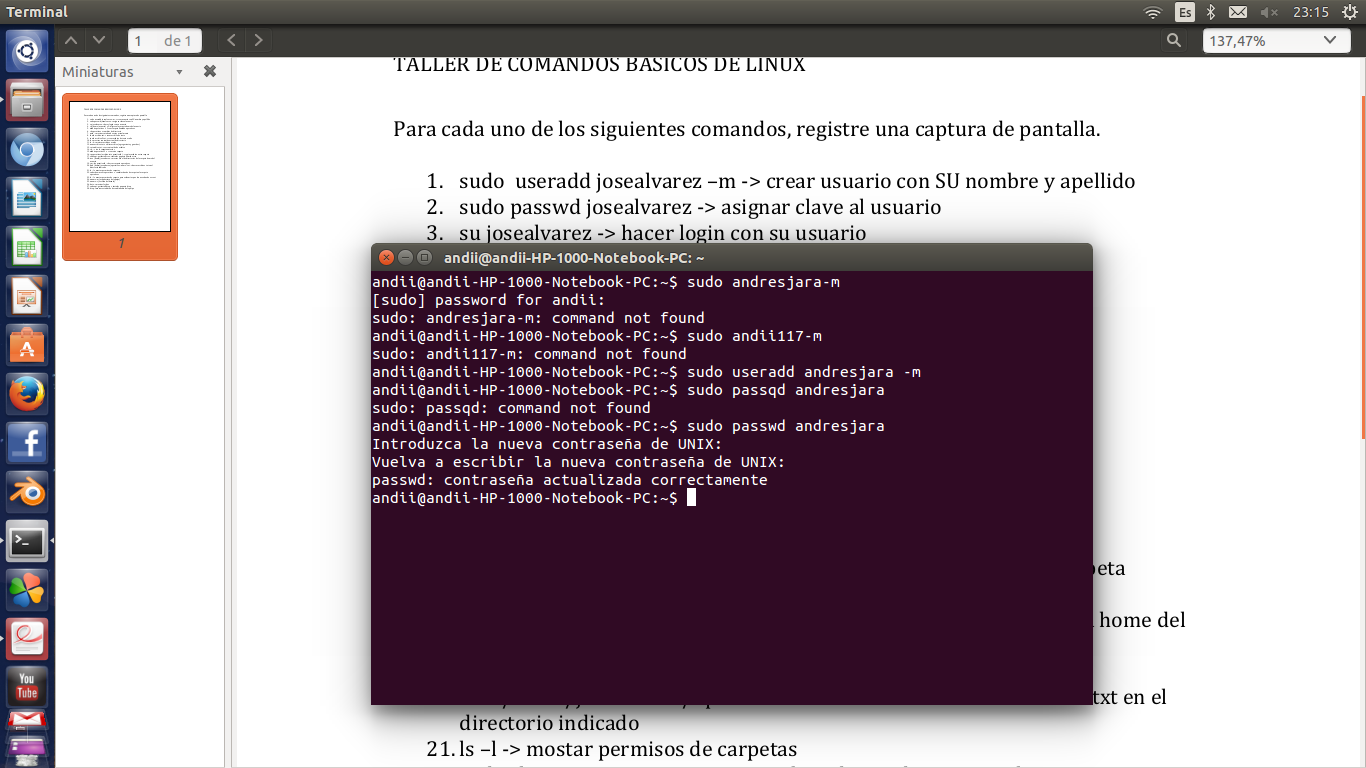 Terminal
Es
23:15
1 de 1
137,47%
Miniaturas
TALLER DE COMANDOS BASICOS DE LINUX
Para cada uno de los siguientes comandos, registre una captura de pantalla.
1. sudo useradd josealvarez –m -> crear usuario con SU nombre y apellido
2. sudo passwd josealvarez -> asignar clave al usuario
3. su josealvarez -> hacer login con su usuario
1
andii@andii-HP-1000-Notebook-PC: ~
andii@andii-HP-1000-Notebook-PC:~$ sudo andresjara-m
[sudo] password for andii:
sudo: andresjara-m: command not found
andii@andii-HP-1000-Notebook-PC:~$ sudo andii117-m
sudo: andii117-m: command not found
andii@andii-HP-1000-Notebook-PC:~$ sudo useradd andresjara -m
andii@andii-HP-1000-Notebook-PC:~$ sudo passqd andresjara
sudo: passqd: command not found
andii@andii-HP-1000-Notebook-PC:~$ sudo passwd andresjara
Introduzca la nueva contraseña de UNIX:
Vuelva a escribir la nueva contraseña de UNIX:
passwd: contraseña actualizada correctamente
andii@andii-HP-1000-Notebook-PC:~$
home del
txt en el
directorio indicado
21. ls –l -> mostar permisos de carpetas
You
Tube